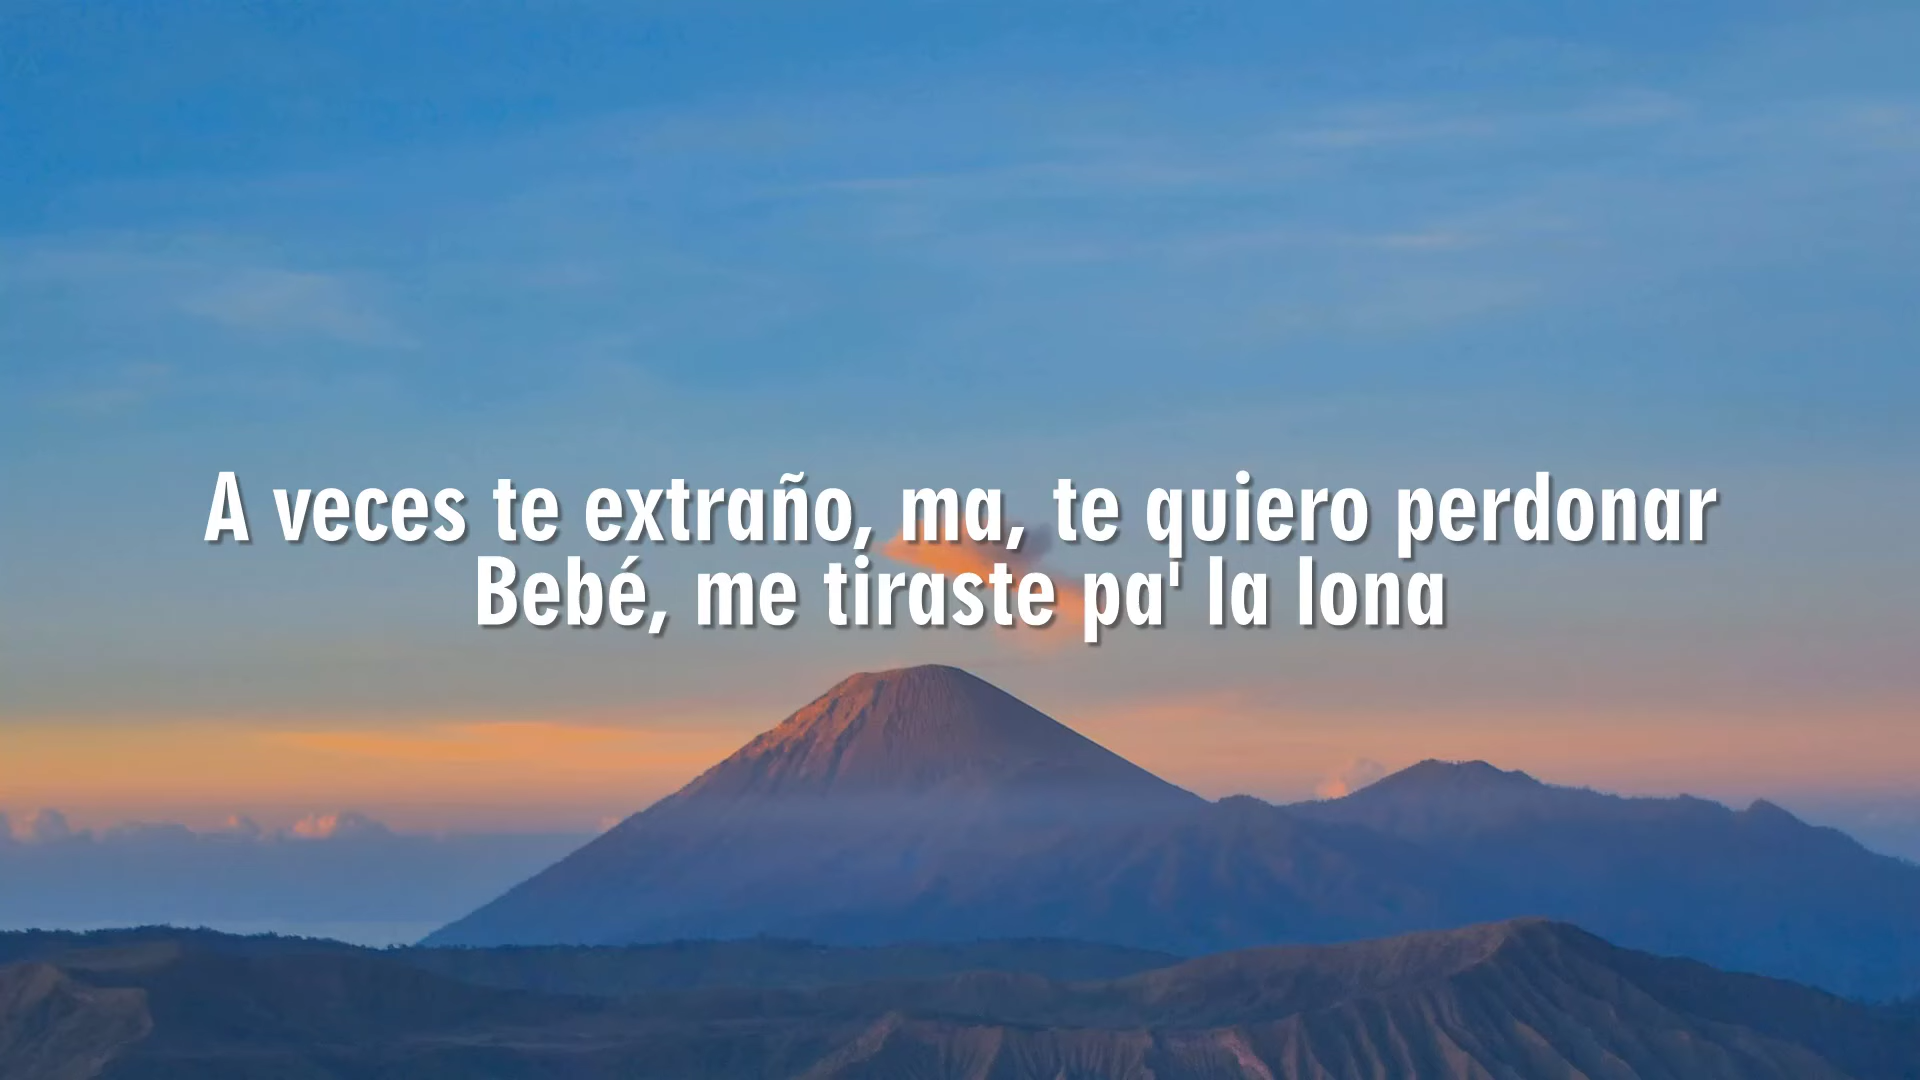 A veces te extraño, ma, te quiero perdonar
Bebé, me tiraste pa' la lona